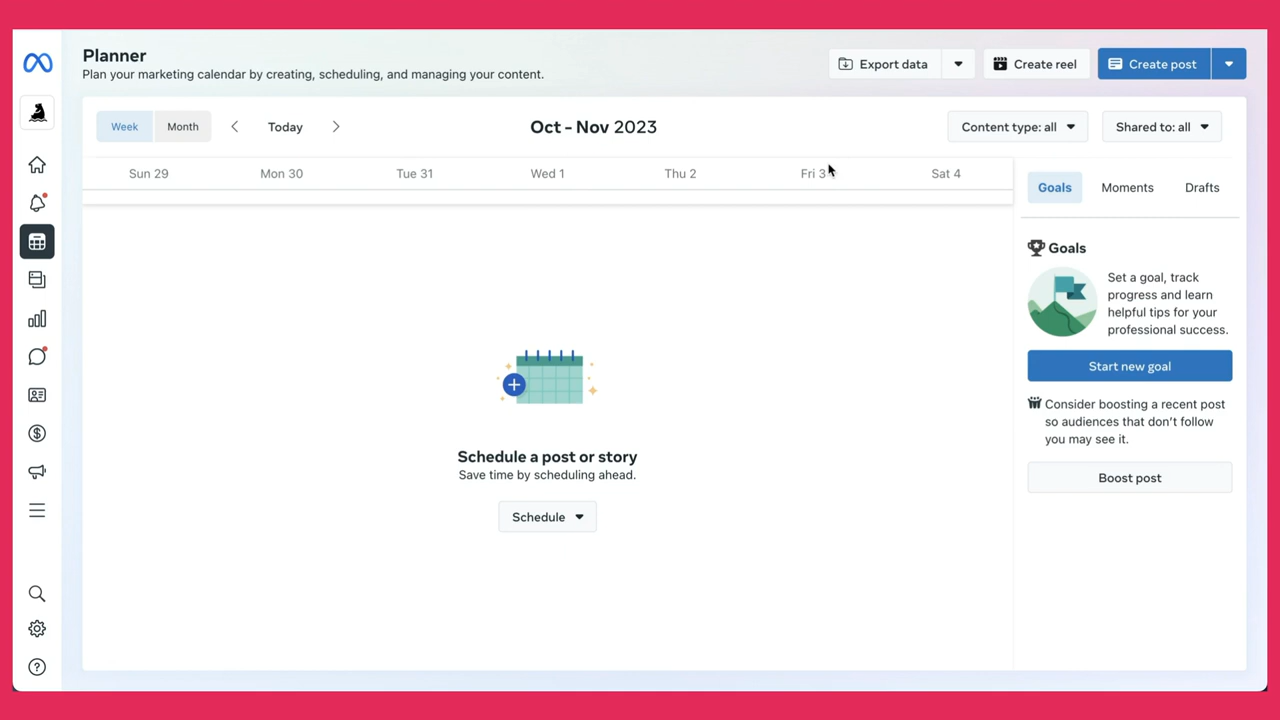 Planner
Plan your marketing calendar by creating, scheduling, and managing your content.
Export data
Create reel
Create post
Week
Month
Today
Oct - Nov 2023
Content type: all
Shared to: all
Sun 29
Mon 30
Tue 31
Wed 1
Thu 2
Fri 3
Sat 4
Goals
Moments
Drafts
Goals
Set a goal, track
progress and learn
helpful tips for your
professional success.
Start new goal
Consider boosting a recent post
so audiences that don't follow
you may see it.
Boost post
Schedule a post or story
Save time by scheduling ahead.
Schedule